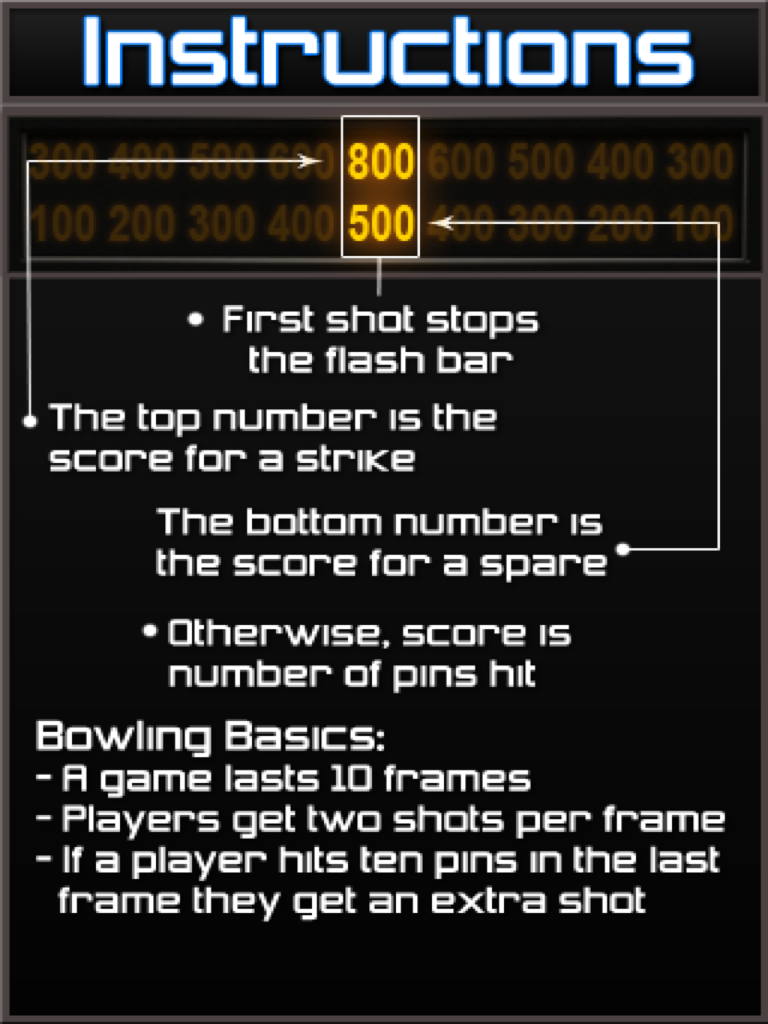 Instructions
300 400 500 600 800 600 500 400 300
100 200 300 400 500 400 300 200 100
• First shot stops
the flash bar
• The top number is the
score for a strike
The bottom number is
the score for a spare •
• Otherwise, score is
number of pins hit
Bowling Basics:
- A game lasts 10 frames
- Players get two shots per frame
- If a player hits ten pins in the last
frame they get an extra shot